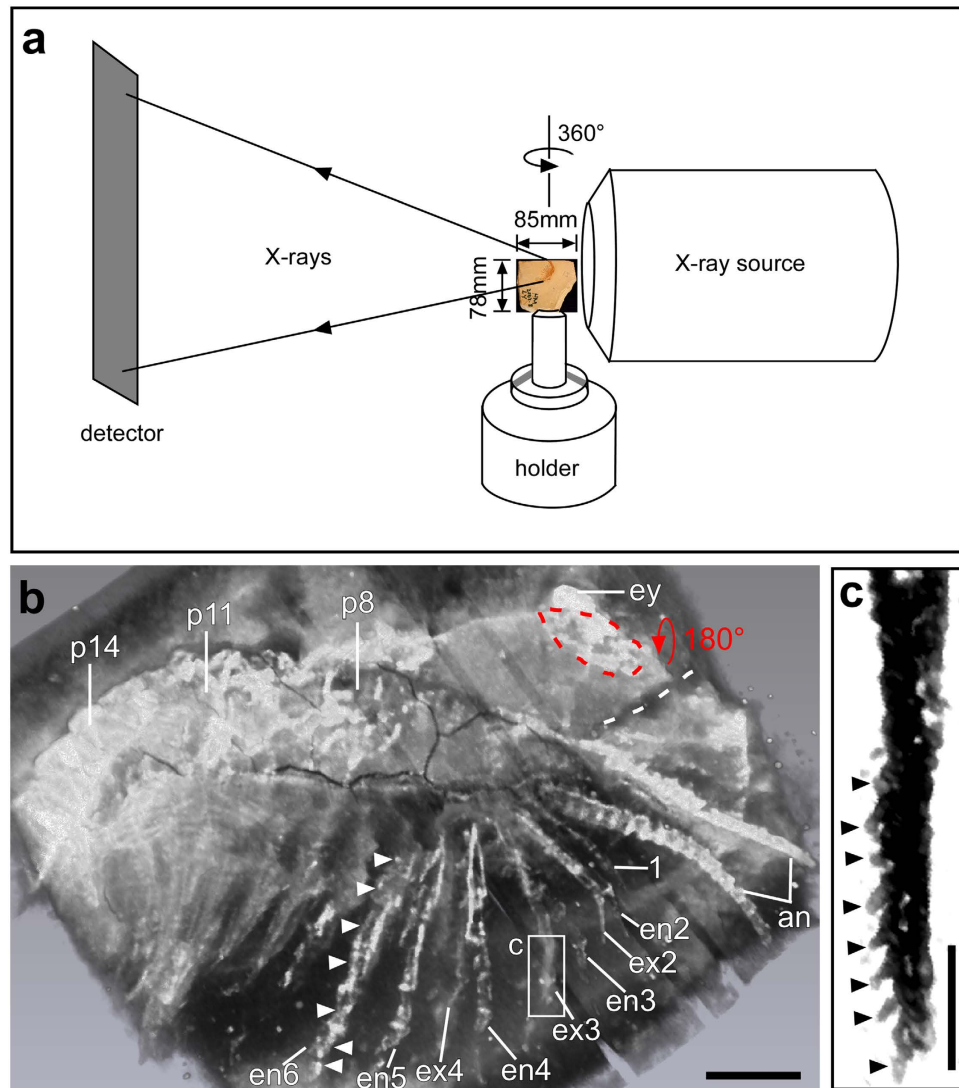 a
360°
85mm
X-rays
X-ray source
78mm
detector
holder
b
ey
c
p8
p11
p14
180°
1
an
en2
c
ex2
en3
ex3
en6
en5
ex4
en4